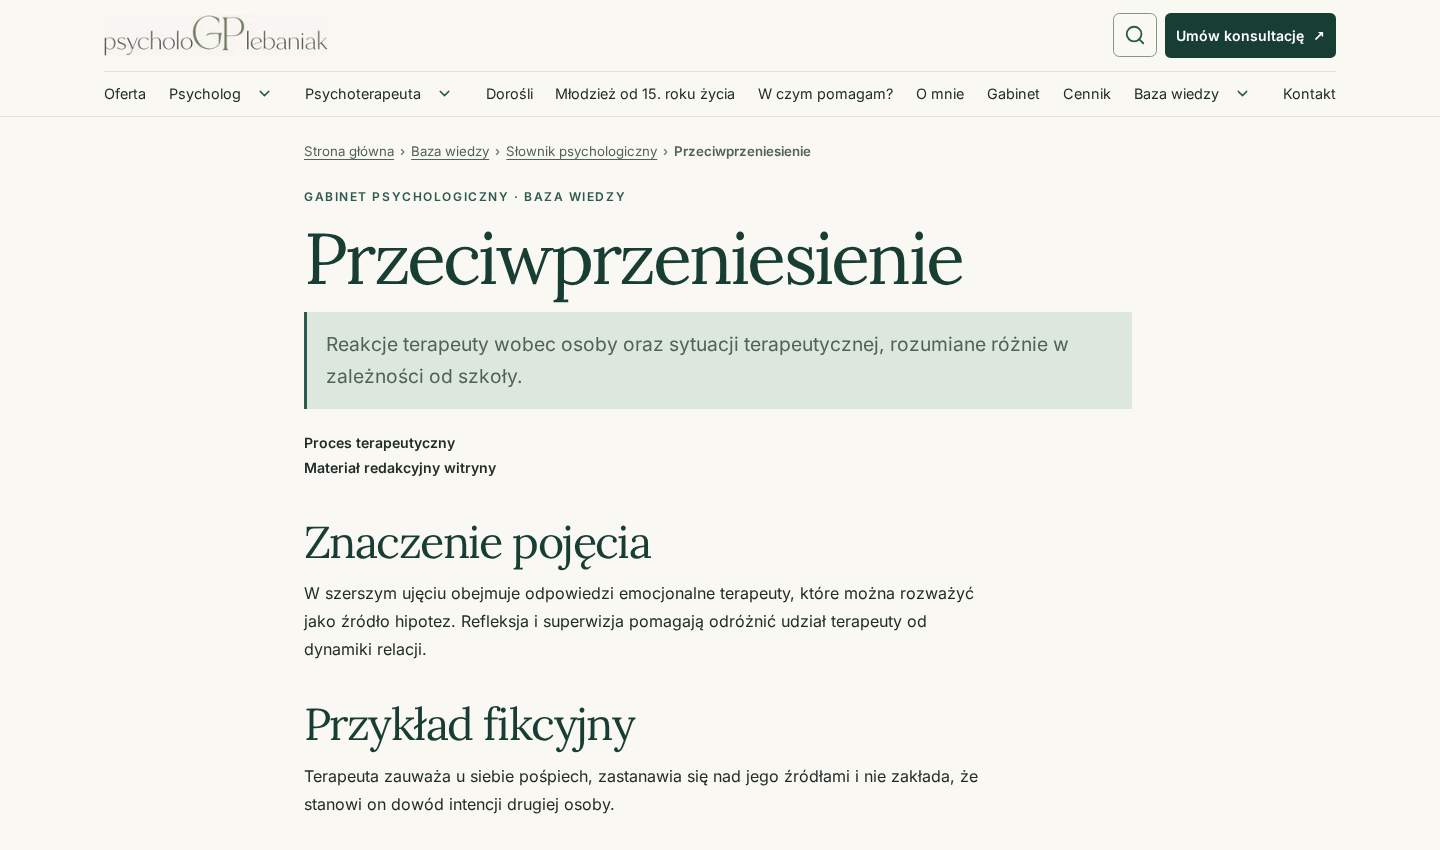 psycholoGPlebaniak
Umów konsultację ↗
Oferta Psycholog Psychoterapeuta Dorośli Młodzież od 15. roku życia W czym pomagam? O mnie Gabinet Cennik Baza wiedzy Kontakt
Strona główna › Baza wiedzy › Słownik psychologiczny › Przeciwprzeniesienie
GABINET PSYCHOLOGICZNY · BAZA WIEDZY
Przeciwprzeniesienie
Reakcje terapeuty wobec osoby oraz sytuacji terapeutycznej, rozumiane różnie w
zależności od szkoły.
Proces terapeutyczny
Materiał redakcyjny witryny
Znaczenie pojęcia
W szerszym ujęciu obejmuje odpowiedzi emocjonalne terapeuty, które można rozważyć
jako źródło hipotez. Refleksja i superwizja pomagają odróżnić udział terapeuty od
dynamiki relacji.
Przykład fikcyjny
Terapeuta zauważa u siebie pośpiech, zastanawia się nad jego źródłami i nie zakłada, że
stanowi on dowód intencji drugiej osoby.